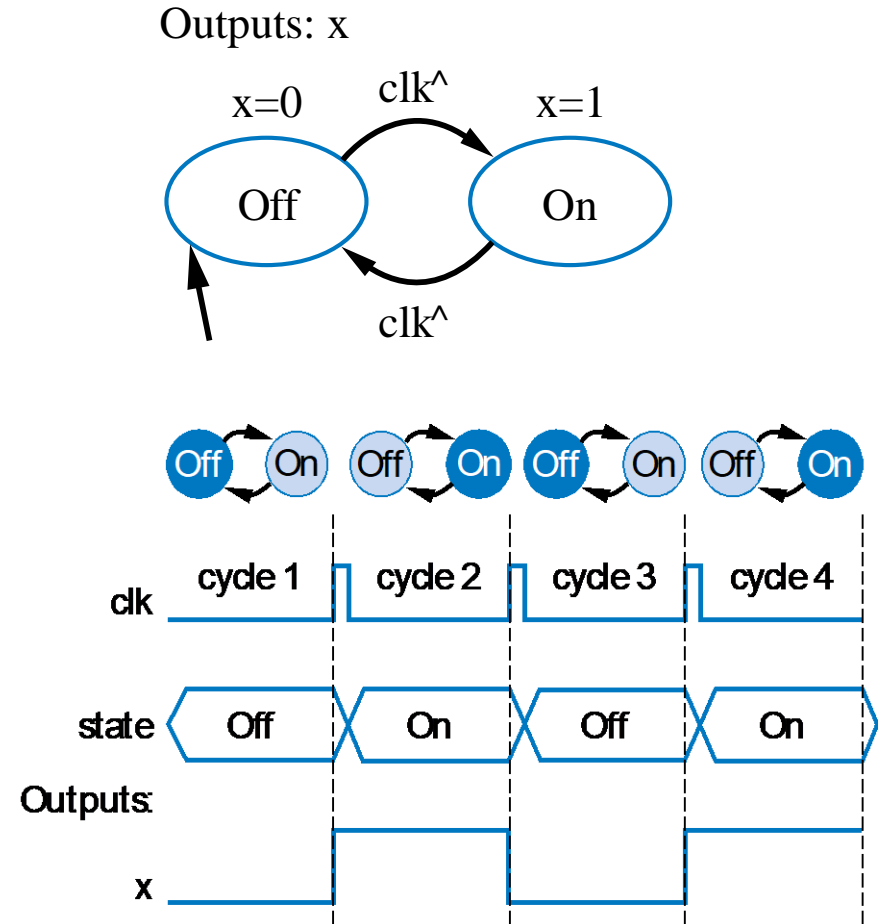 Outputs: x
x=0 clk^ x=1
Off On
clk^
Off On Off On Off On Off On
clk cycle 1 cycle 2 cycle 3 cycle 4
state Off On Off On
Outputs:
x